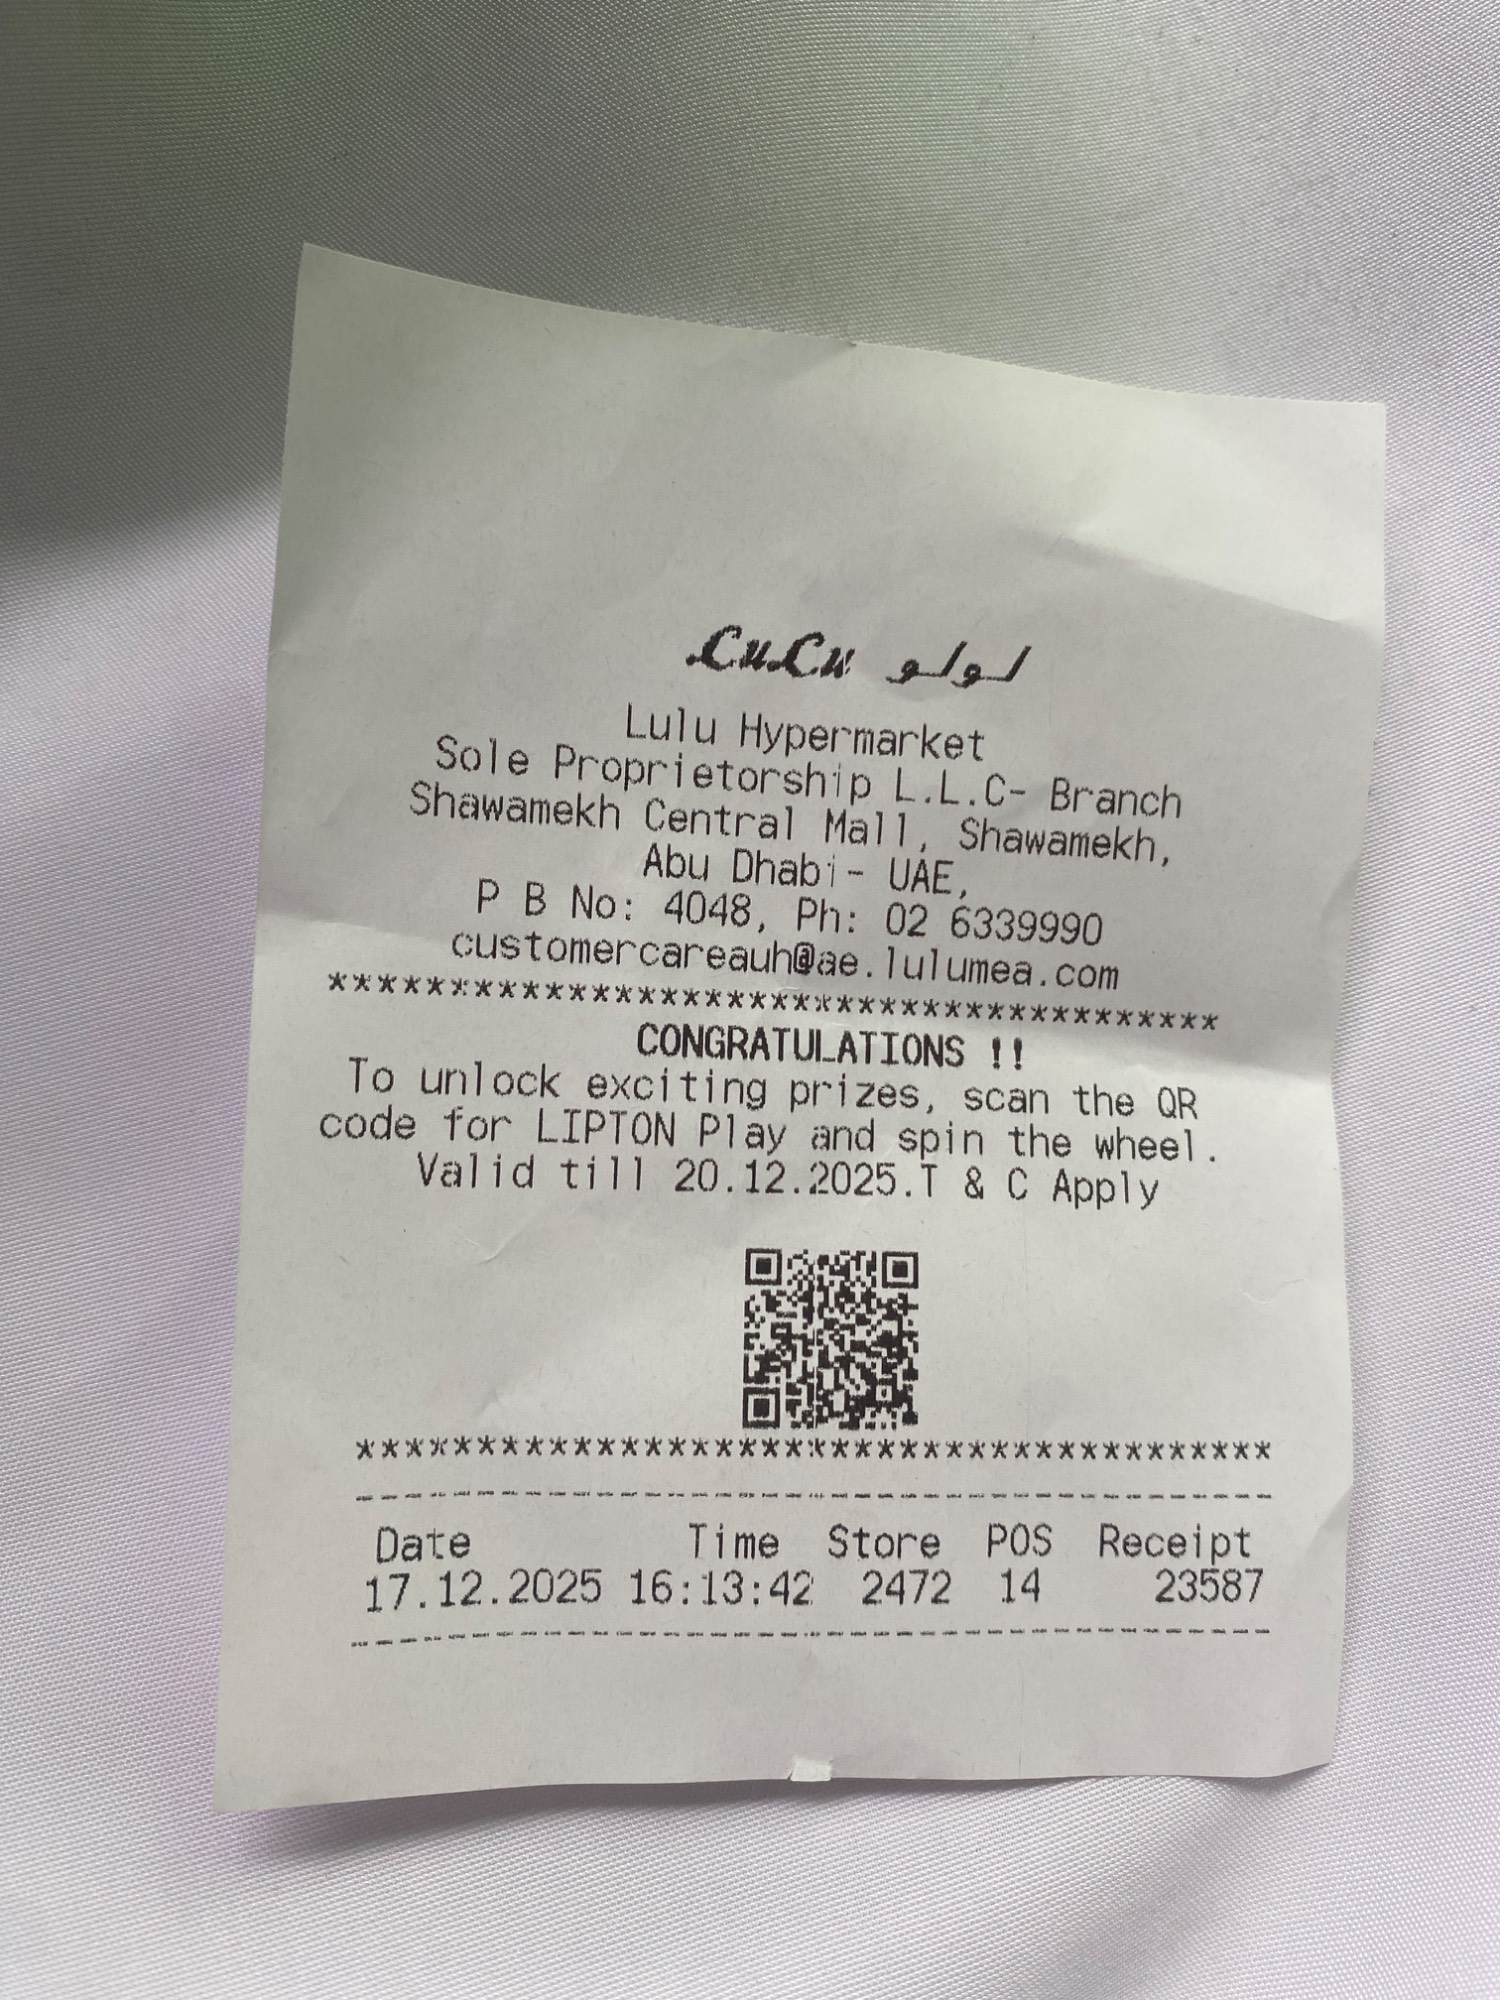 LuLu لولو
Lulu Hypermarket
Sole Proprietorship L.L.C- Branch
Shawamekh Central Mall, Shawamekh,
Abu Dhabi- UAE,
P B No: 4048, Ph: 02 6339990
customercareauh@ae.lulumea.com
**************************************
CONGRATULATIONS !!
To unlock exciting prizes, scan the QR
code for LIPTON Play and spin the wheel.
Valid till 20.12.2025.T & C Apply
**************************************
---------------------------------------
Date Time Store POS Receipt
17.12.2025 16:13:42 2472 14 23587
---------------------------------------